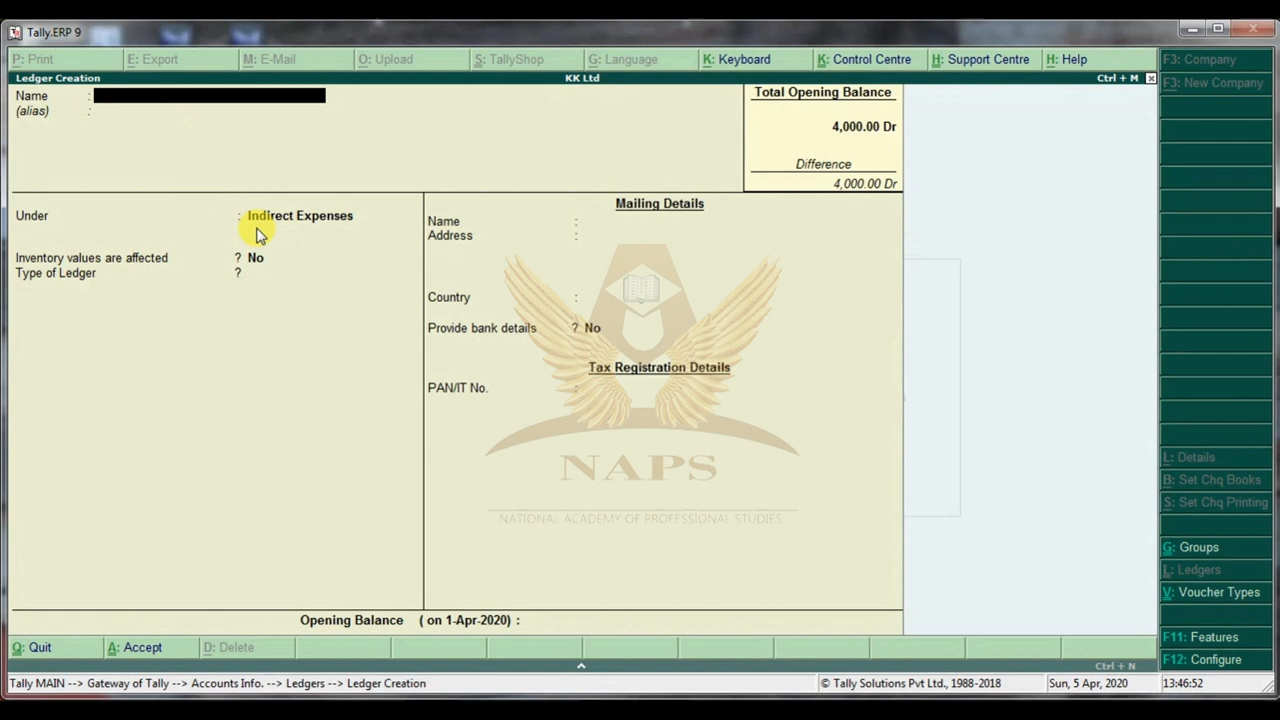 Tally.ERP 9
P: Print E: Export M: E-Mail O: Upload S: TallyShop G: Language K: Keyboard K: Control Centre H: Support Centre H: Help F3: Company
Ledger Creation KK Ltd Ctrl + M
F3: New Company
Name :
(alias) :
Total Opening Balance
4,000.00 Dr
Difference
4,000.00 Dr
Under : Indirect Expenses
Inventory values are affected ? No
Type of Ledger ?
Mailing Details
Name :
Address :
Country :
Provide bank details ? No
Tax Registration Details
PAN/IT No. :
NAPS
NATIONAL ACADEMY OF PROFESSIONAL STUDIES
L: Details
B: Set Chq Books
S: Set Chq Printing
G: Groups
L: Ledgers
V: Voucher Types
F11: Features
F12: Configure
Opening Balance ( on 1-Apr-2020) :
Q: Quit A: Accept D: Delete
Ctrl + N
Tally MAIN --> Gateway of Tally --> Accounts Info. --> Ledgers --> Ledger Creation © Tally Solutions Pvt Ltd., 1988-2018 Sun, 5 Apr, 2020 13:46:52